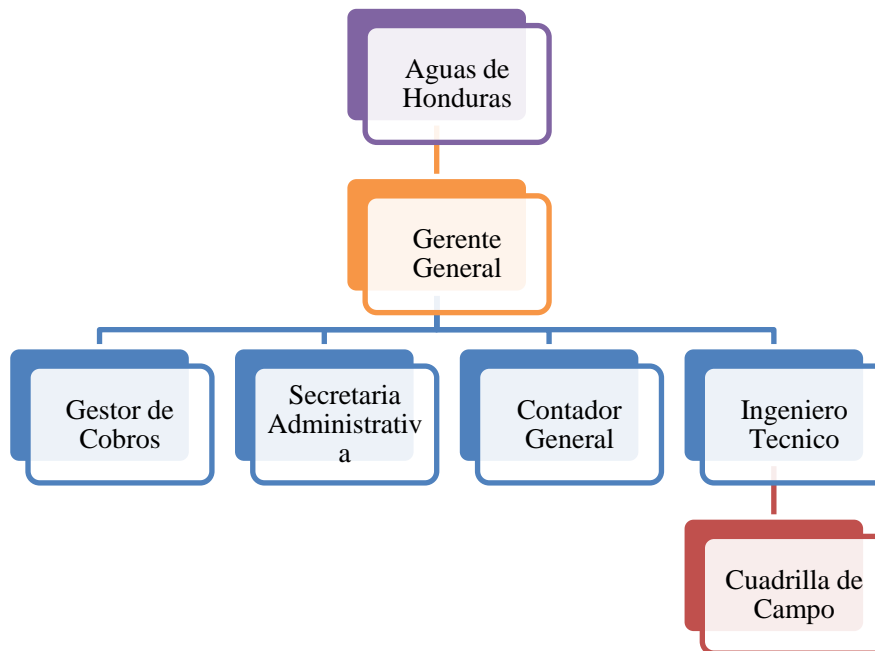 Aguas de
Honduras
Gerente
General
Gestor de
Cobros
Secretaria
Administrativ
a
Contador
General
Ingeniero
Tecnico
Cuadrilla de
Campo